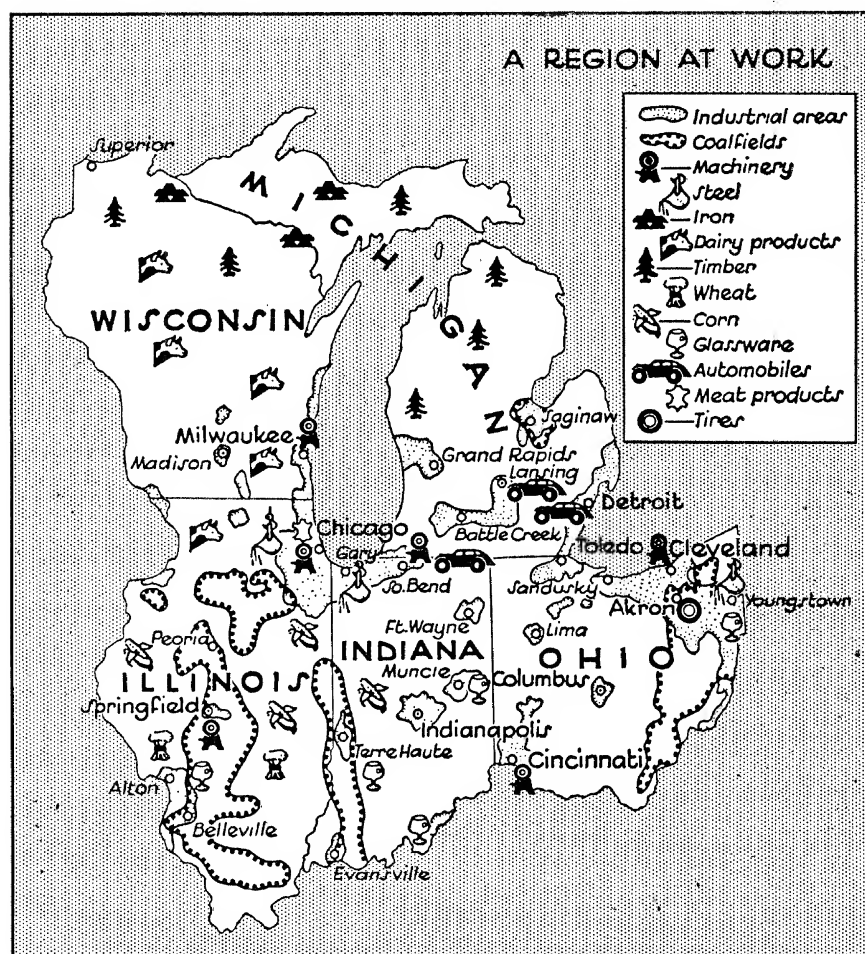 A REGION AT WORK
Industrial areas
Coalfields
Machinery
Steel
Iron
Dairy products
Timber
Wheat
Corn
Glassware
Automobiles
Meat products
Tires
Superior
MICHIGAN
WISCONSIN
Milwaukee
Madison
Saginaw
Grand Rapids
Lansing
Detroit
Battle Creek
Chicago
Gary
So. Bend
Toledo
Cleveland
Sandusky
Akron
Youngstown
Ft. Wayne
Lima
Peoria
INDIANA
OHIO
Muncie
Columbus
ILLINOIS
Springfield
Indianapolis
Terre Haute
Cincinnati
Alton
Belleville
Evansville